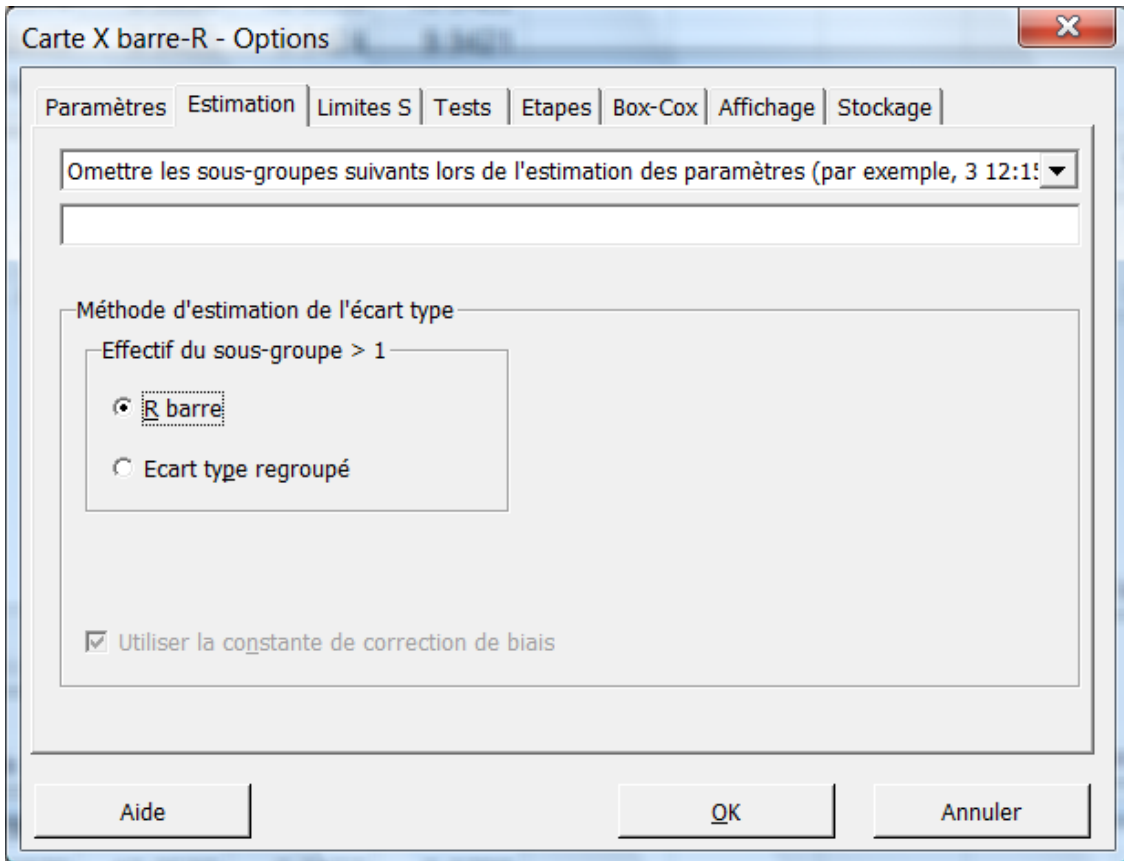 Carte X barre-R - Options
Paramètres Estimation Limites S Tests Etapes Box-Cox Affichage Stockage
Omettre les sous-groupes suivants lors de l'estimation des paramètres (par exemple, 3 12:15
Méthode d'estimation de l'écart type
Effectif du sous-groupe > 1
R barre
Ecart type regroupé
Utiliser la constante de correction de biais
Aide OK Annuler